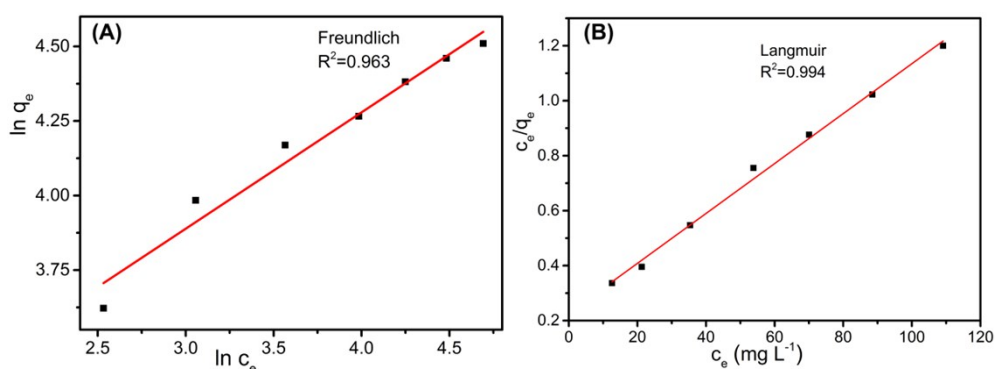 (A)
Freundlich
R²=0.963
4.50
4.25
4.00
3.75
ln qₑ
2.5 3.0 3.5 4.0 4.5
ln cₑ
(B)
Langmuir
R²=0.994
1.2
1.0
0.8
0.6
0.4
0.2
cₑ/qₑ
0 20 40 60 80 100 120
cₑ (mg L⁻¹)